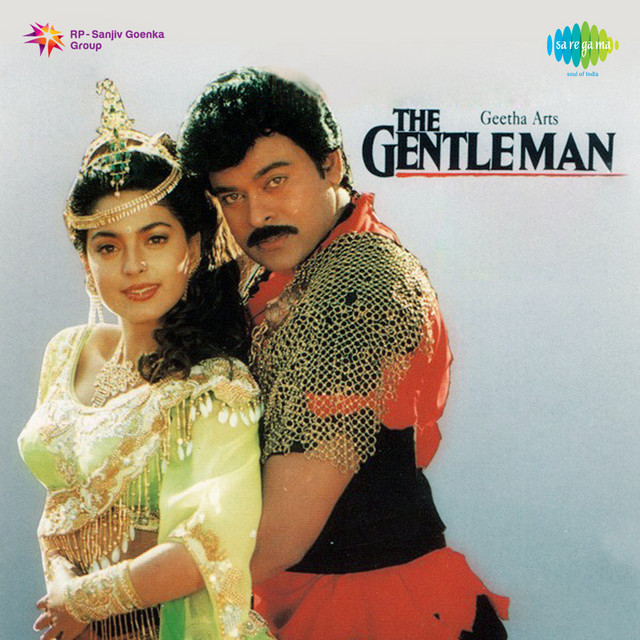 RP-Sanjiv Goenka
Group
sa re ga ma
soul of India
Geetha Arts
THE
GENTLEMAN